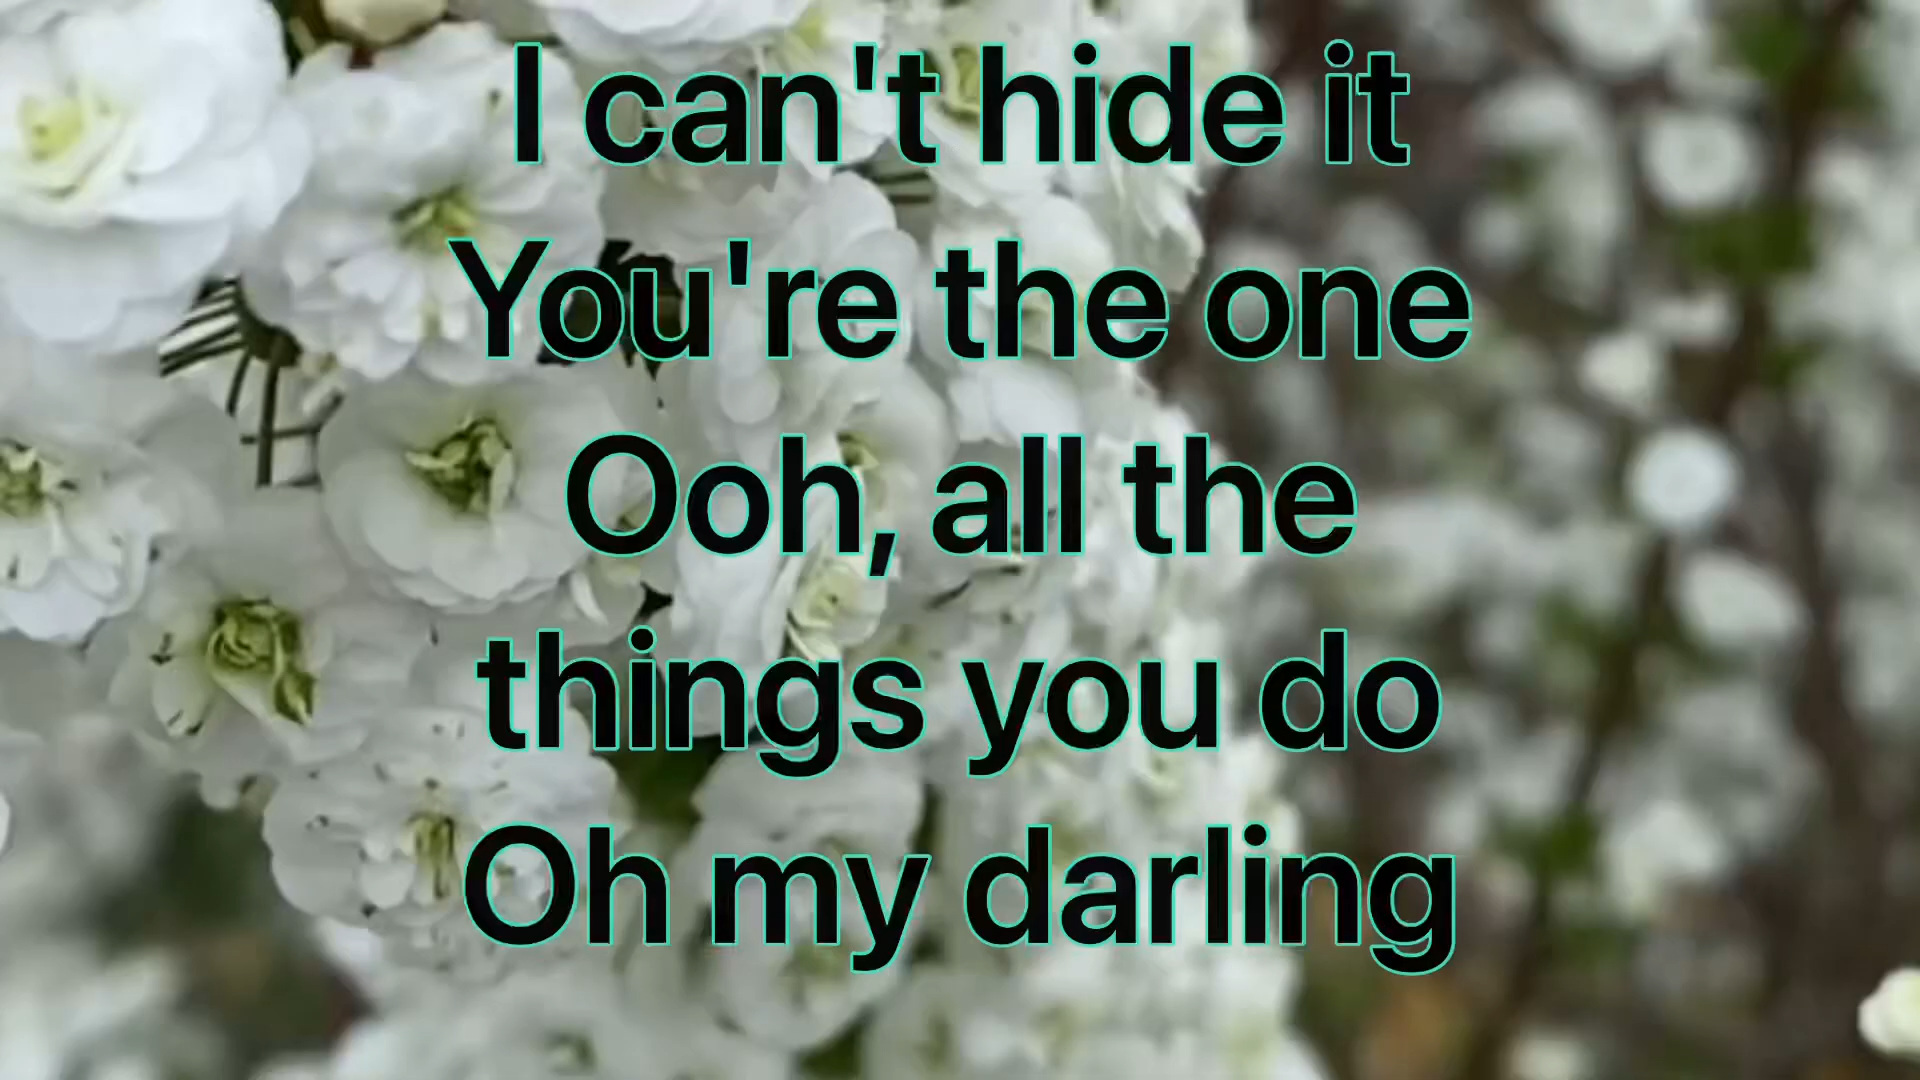 I can't hide it
You're the one
Ooh, all the
things you do
Oh my darling